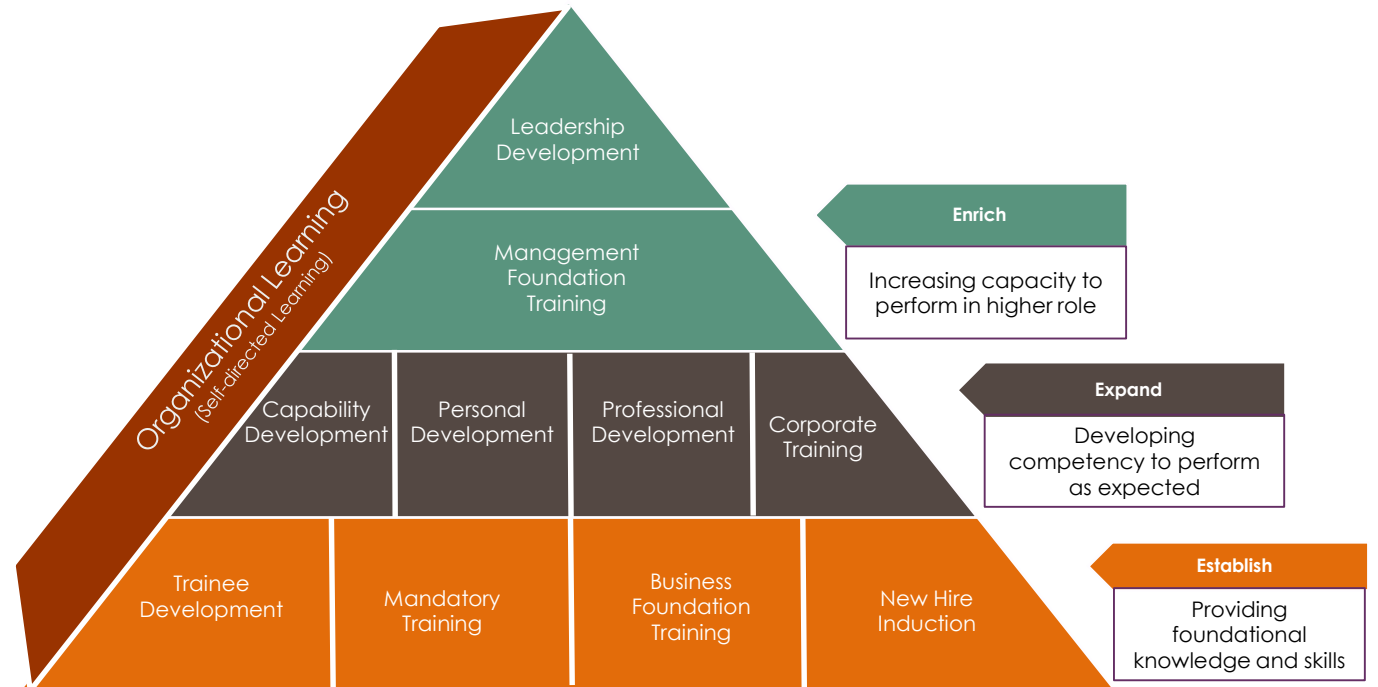 Leadership
Development
Management
Foundation
Training
Organizational Learning
(Self-directed Learning)
Enrich
Increasing capacity to
perform in higher role
Capability
Development
Personal
Development
Professional
Development
Corporate
Training
Expand
Developing
competency to perform
as expected
Trainee
Development
Mandatory
Training
Business
Foundation
Training
New Hire
Induction
Establish
Providing
foundational
knowledge and skills